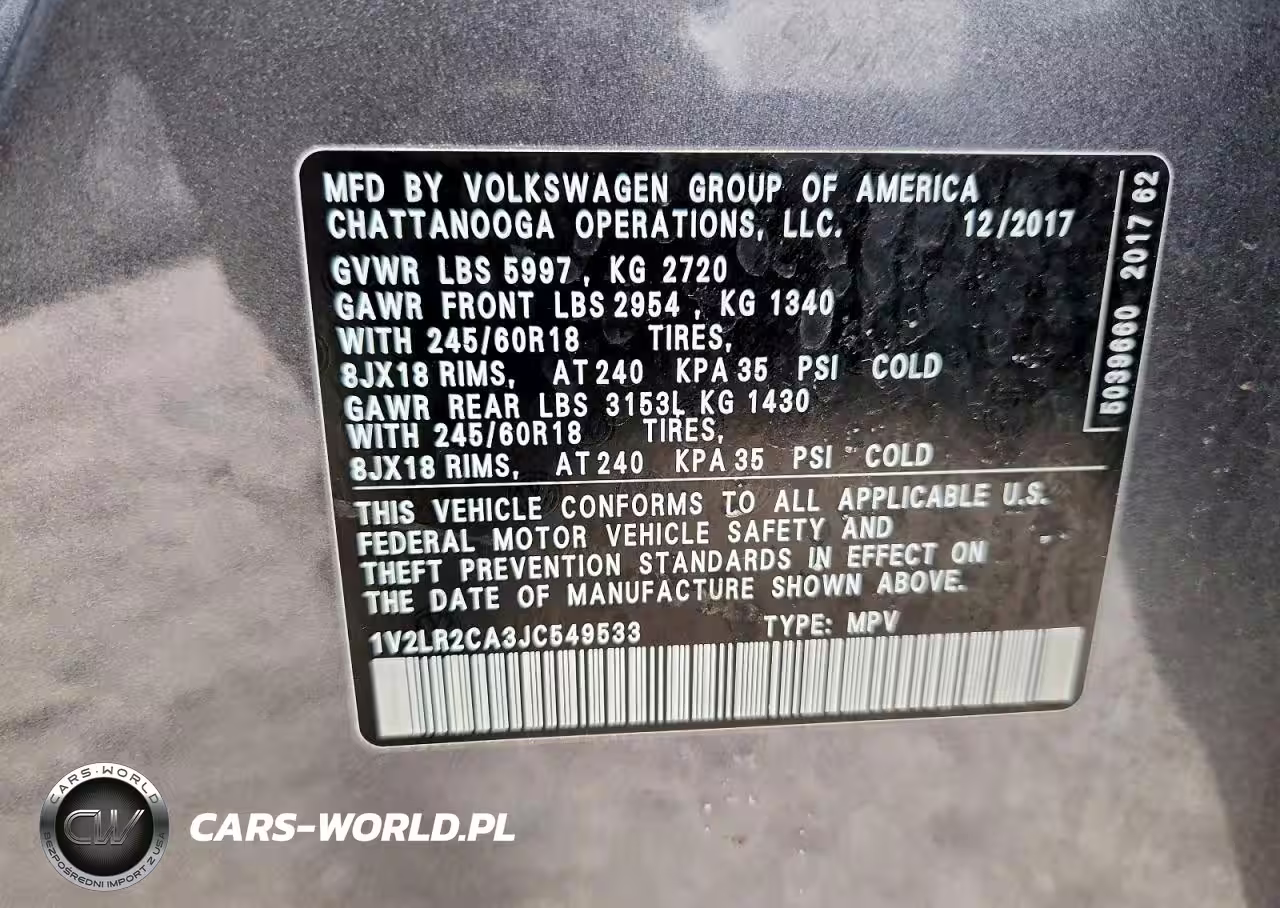 MFD BY VOLKSWAGEN GROUP OF AMERICA
CHATTANOOGA OPERATIONS, LLC. 12/2017
GVWR LBS 5997, KG 2720
GAWR FRONT LBS 2954, KG 1340
WITH 245/60R18 TIRES,
8JX18 RIMS, AT 240 KPA 35 PSI COLD
GAWR REAR LBS 3153L KG 1430
WITH 245/60R18 TIRES,
8JX18 RIMS, AT 240 KPA 35 PSI COLD
THIS VEHICLE CONFORMS TO ALL APPLICABLE U.S.
FEDERAL MOTOR VEHICLE SAFETY AND
THEFT PREVENTION STANDARDS IN EFFECT ON
THE DATE OF MANUFACTURE SHOWN ABOVE.
1V2LR2CA3JC549533 TYPE: MPV
5039660 2017 62
CARS-WORLD
CW
BEZPOŚREDNI IMPORT Z USA
CARS-WORLD.PL